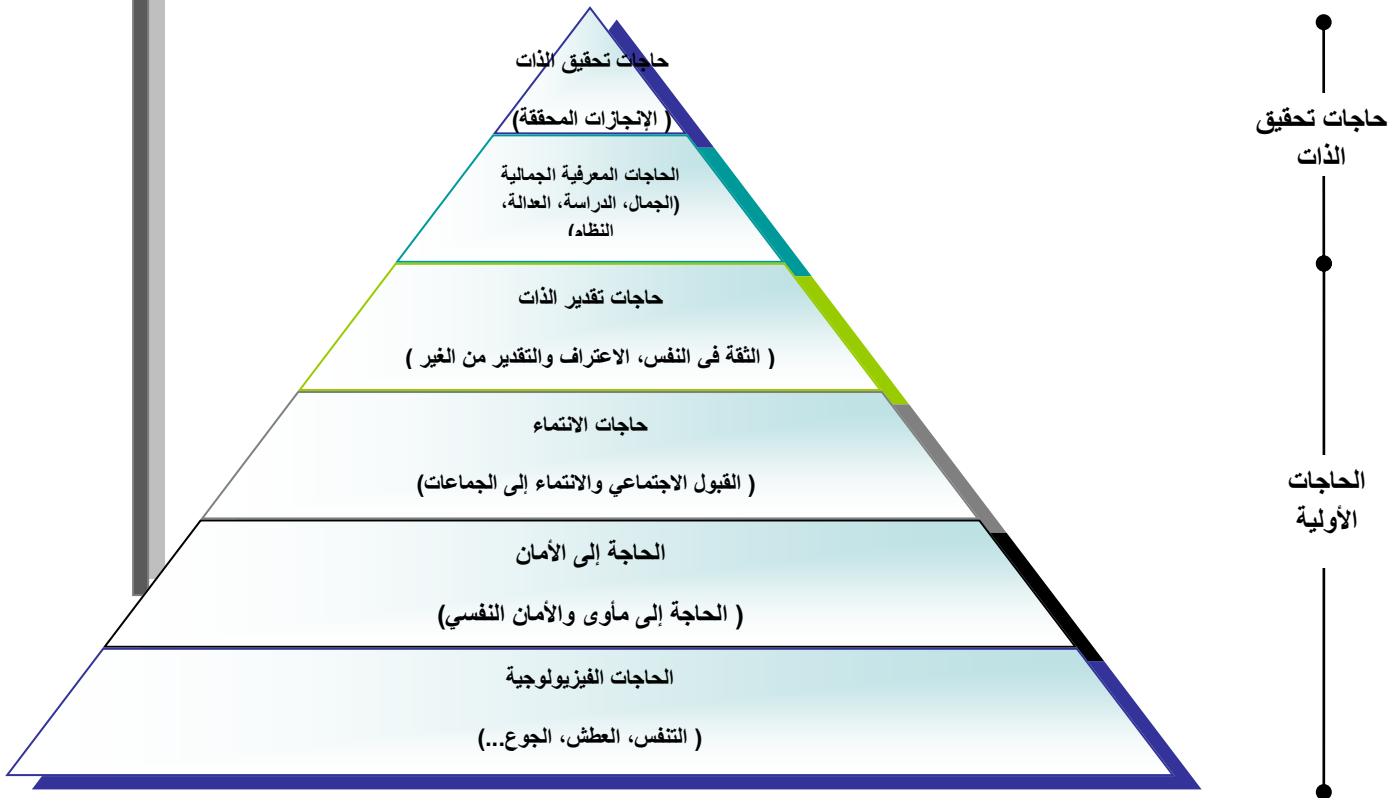 حاجات تحقيق الذات
( الإنجازات المحققة)
الحاجات المعرفية الجمالية
(الجمال، الدراسة، العدالة،
النظام)
حاجات تقدير الذات
( الثقة فى النفس، الاعتراف والتقدير من الغير )
حاجات الانتماء
( القبول الاجتماعي والانتماء إلى الجماعات)
الحاجة إلى الأمان
( الحاجة إلى مأوى والأمان النفسي)
الحاجات الفيزيولوجية
( التنفس، العطش، الجوع...)
حاجات تحقيق
الذات
الحاجات
الأولية